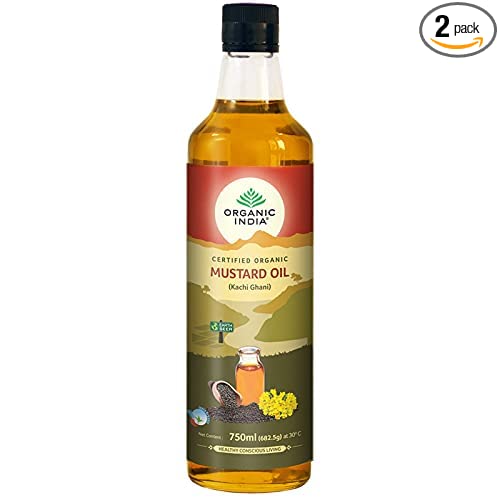 2
pack
ORGANIC
INDIA®
CERTIFIED ORGANIC
MUSTARD OIL
(Kachi Ghani)
EARTH
Net Content: 750ml (682.5g) at 30° C
HEALTHY CONSCIOUS LIVING